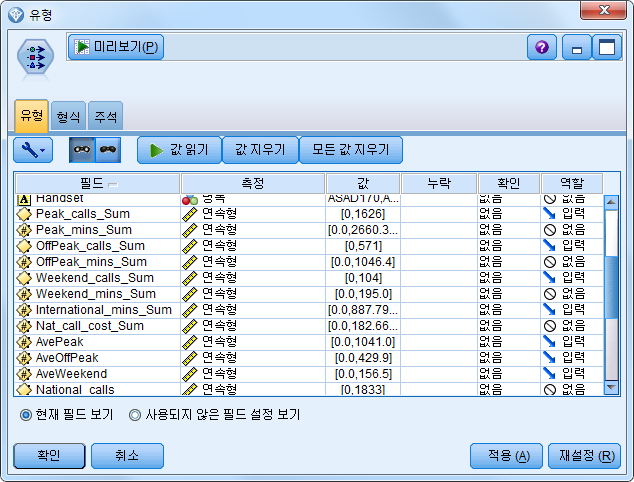 유형
미리보기(P)
유형 형식 주석
값 읽기 값 지우기 모든 값 지우기
필드 측정 값 누락 확인 역할
Handset 명목 ASAD170,A... 없음 없음
Peak_calls_Sum 연속형 [0,1626] 없음 입력
Peak_mins_Sum 연속형 [0.0,2660.3... 없음 없음
OffPeak_calls_Sum 연속형 [0,571] 없음 입력
OffPeak_mins_Sum 연속형 [0.0,1046.4] 없음 없음
Weekend_calls_Sum 연속형 [0,104] 없음 입력
Weekend_mins_Sum 연속형 [0.0,195.0] 없음 없음
International_mins_Sum 연속형 [0.0,887.79... 없음 입력
Nat_call_cost_Sum 연속형 [0.0,182.66... 없음 없음
AvePeak 연속형 [0.0,1041.0] 없음 입력
AveOffPeak 연속형 [0.0,429.9] 없음 입력
AveWeekend 연속형 [0.0,156.5] 없음 입력
National_calls 연속형 [0,1833] 없음 없음
현재 필드 보기 사용되지 않은 필드 설정 보기
확인 취소 적용 (A) 재설정 (R)